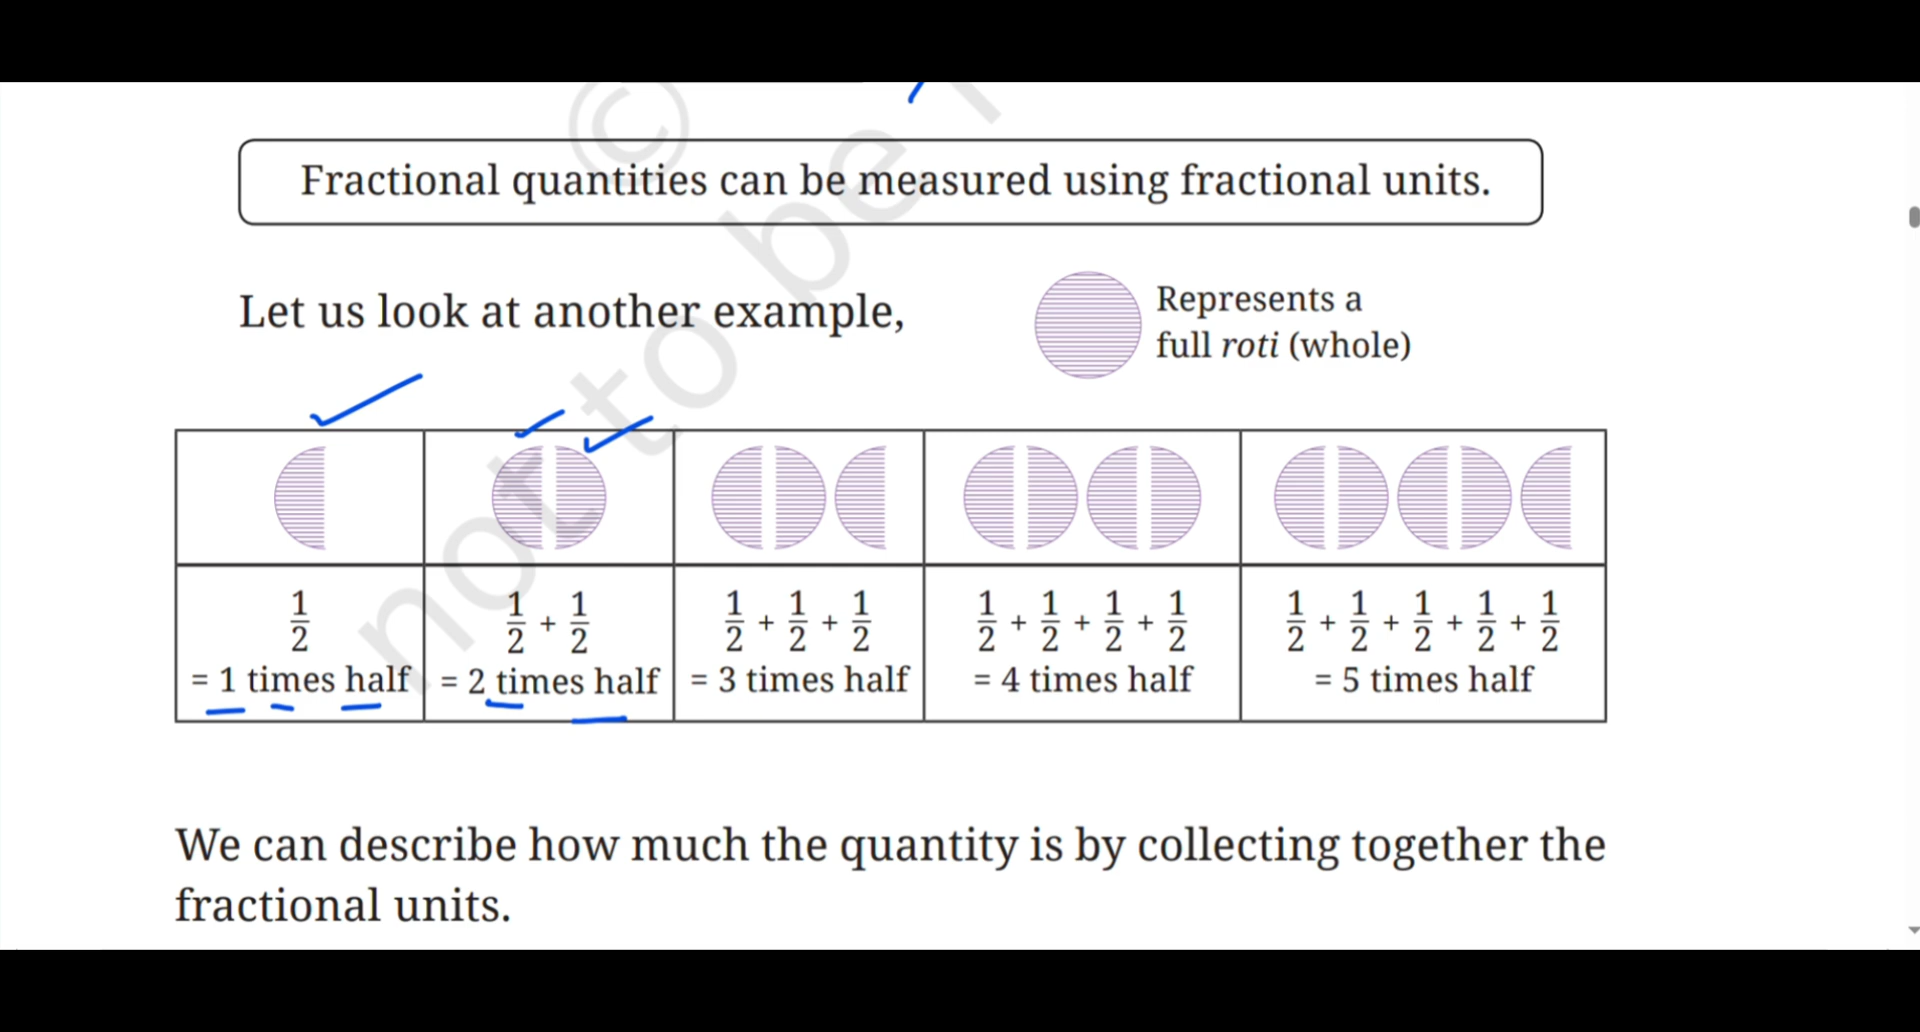 Fractional quantities can be measured using fractional units.
Let us look at another example,
Represents a
full roti (whole)
1/2
= 1 times half
1/2 + 1/2
= 2 times half
1/2 + 1/2 + 1/2
= 3 times half
1/2 + 1/2 + 1/2 + 1/2
= 4 times half
1/2 + 1/2 + 1/2 + 1/2 + 1/2
= 5 times half
We can describe how much the quantity is by collecting together the
fractional units.
© not to be